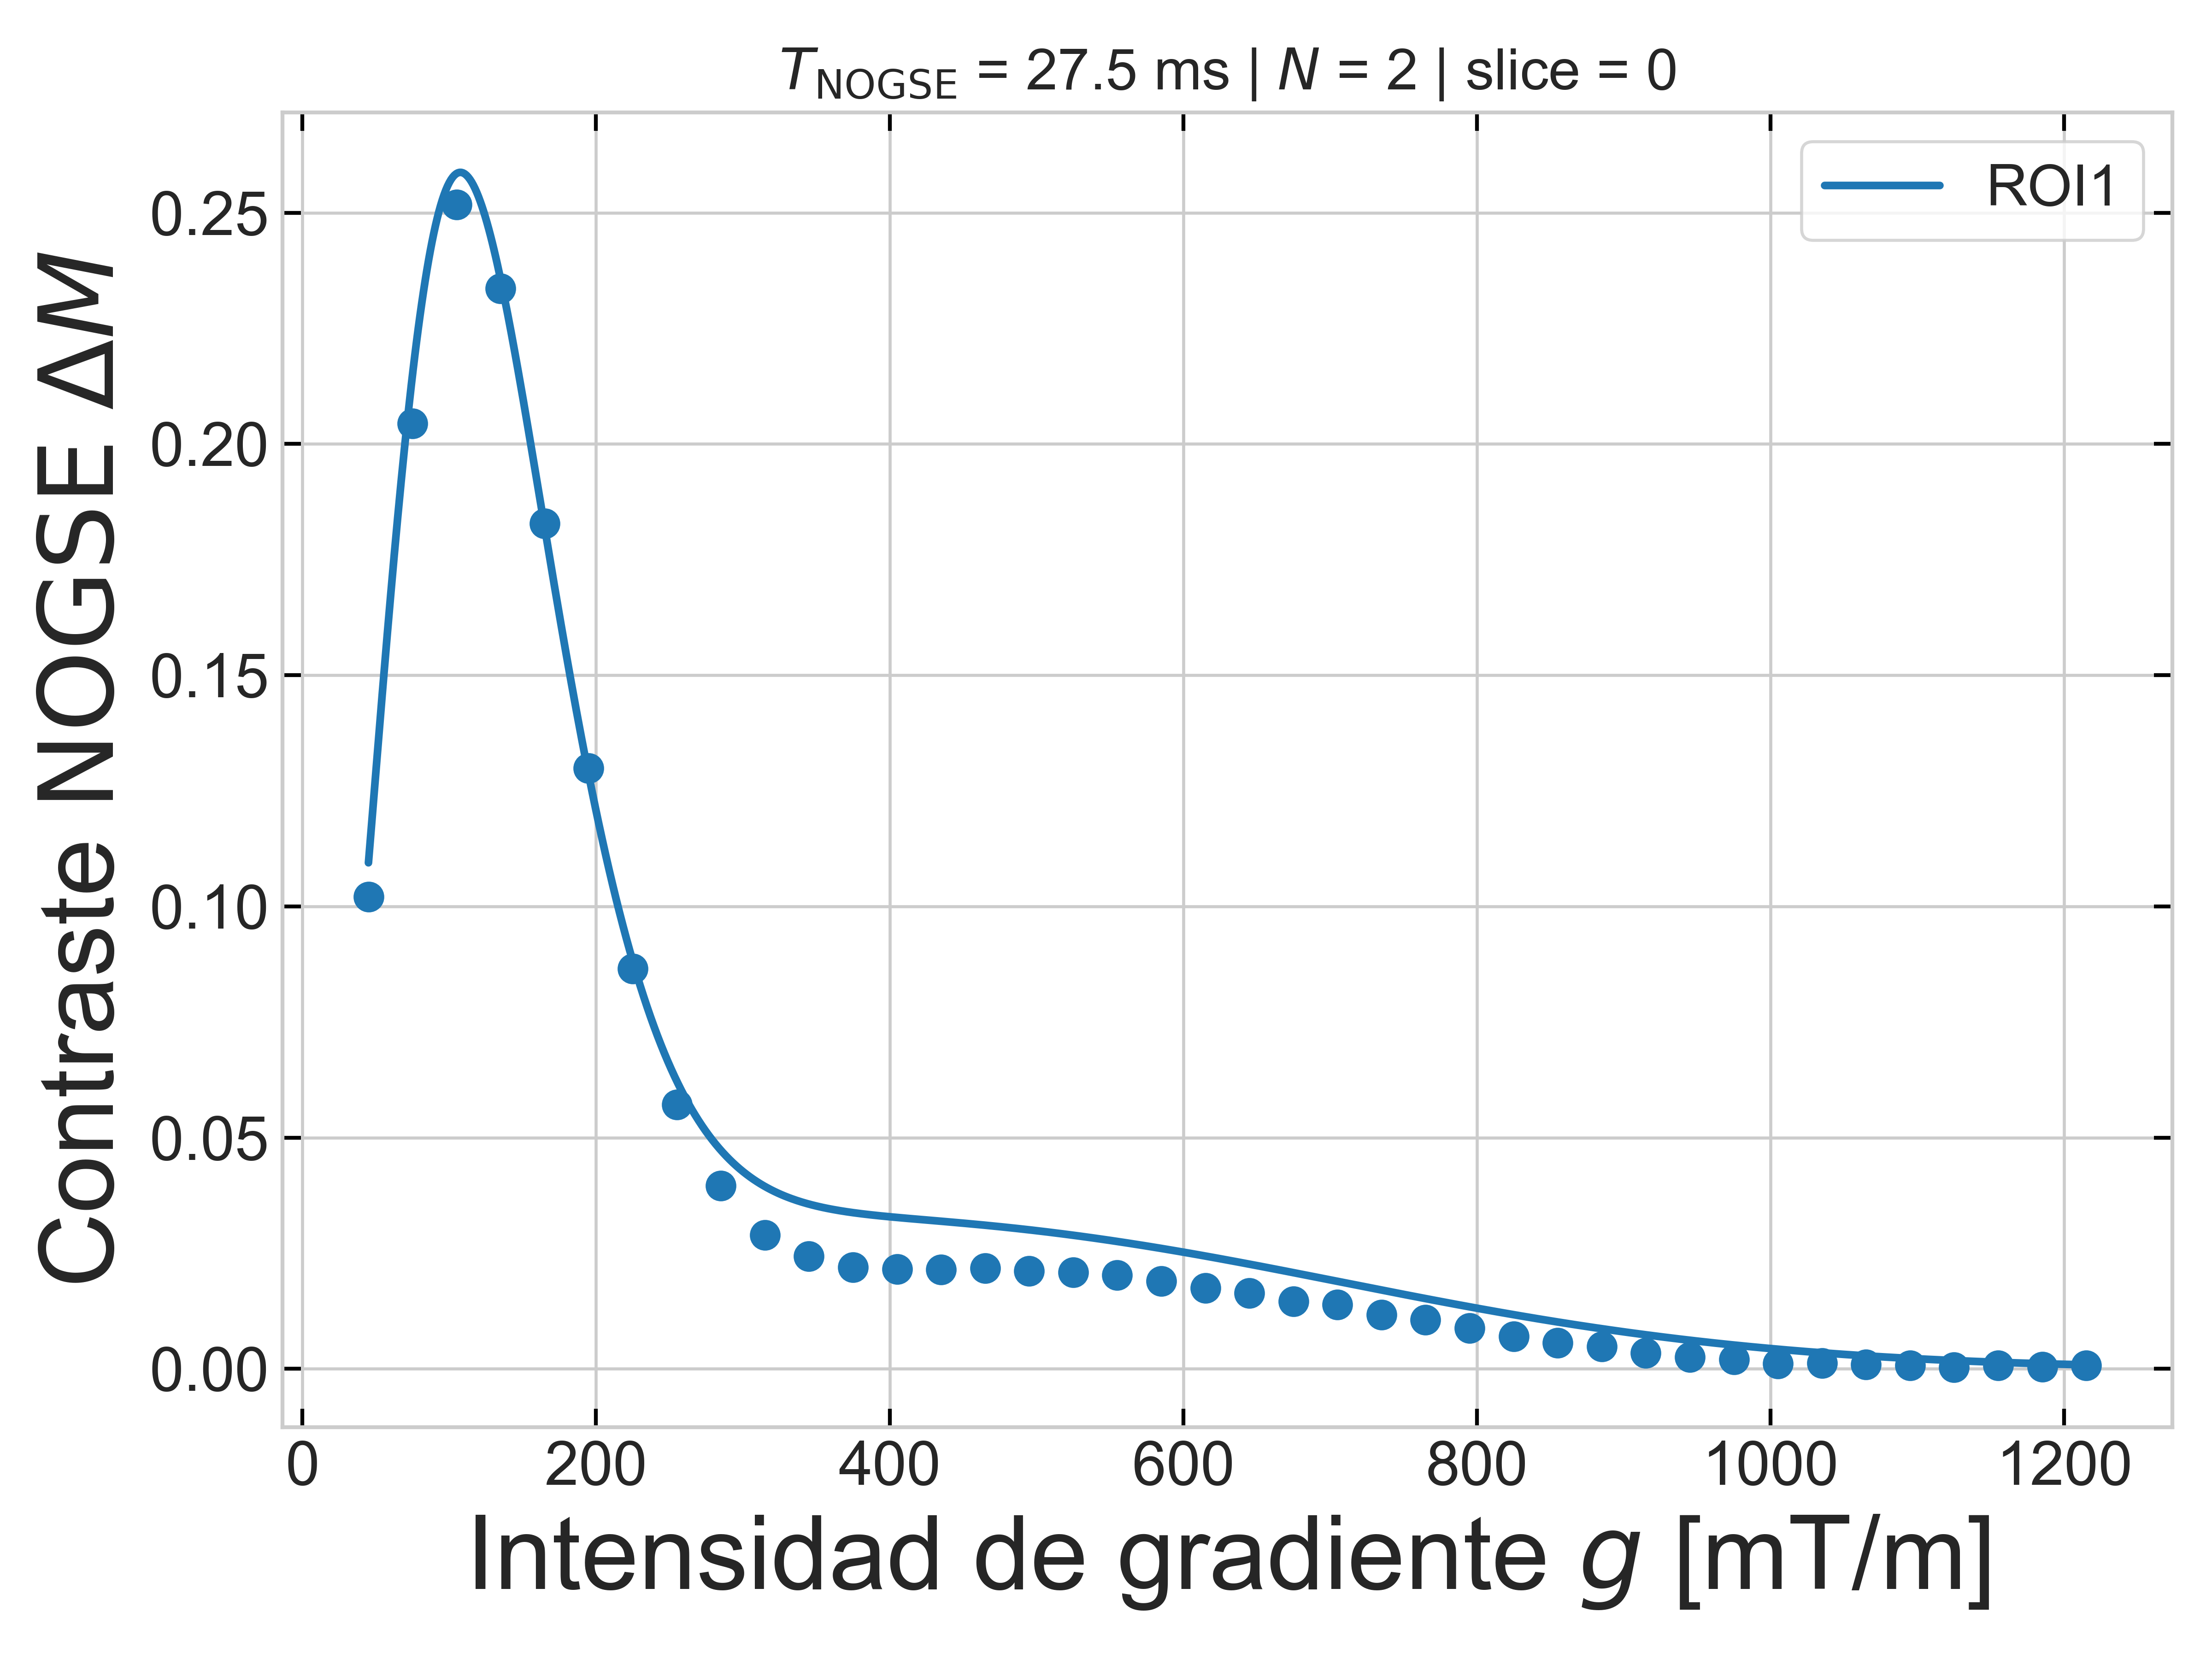 T_NOGSE = 27.5 ms | N = 2 | slice = 0
ROI1
Contraste NOGSE ΔM
0.25
0.20
0.15
0.10
0.05
0.00
0 200 400 600 800 1000 1200
Intensidad de gradiente g [mT/m]